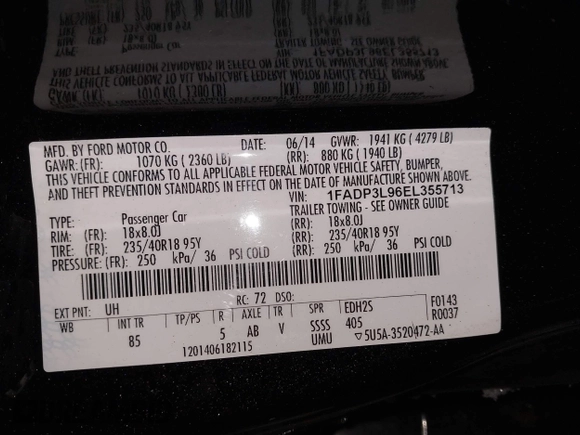 MFD. BY FORD MOTOR CO. DATE: 06/14 GVWR: 1941 KG (4279 LB)
GAWR: (FR): 1070 KG (2360 LB) (RR): 880 KG (1940 LB)
THIS VEHICLE CONFORMS TO ALL APPLICABLE FEDERAL MOTOR VEHICLE SAFETY, BUMPER,
AND THEFT PREVENTION STANDARDS IN EFFECT ON THE DATE OF MANUFACTURE SHOWN ABOVE
VIN: 1FADP3L96EL355713
TYPE: Passenger Car TRAILER TOWING - SEE OWNER GUIDE
RIM: (FR): 18x8.0J (RR): 18x8.0J
TIRE: (FR): 235/40R18 95Y (RR): 235/40R18 95Y
PRESSURE: (FR): 250 kPa/ 36 PSI COLD (RR): 250 kPa/ 36 PSI COLD
RC: 72 DSO:
EXT PNT: UH EDH2S F0143
WB INT TR TP/PS R AXLE TR SPR 405 R0037
85 5 AB V SSSS
UMU ▽5U5A-3520472-AA
1201406182115